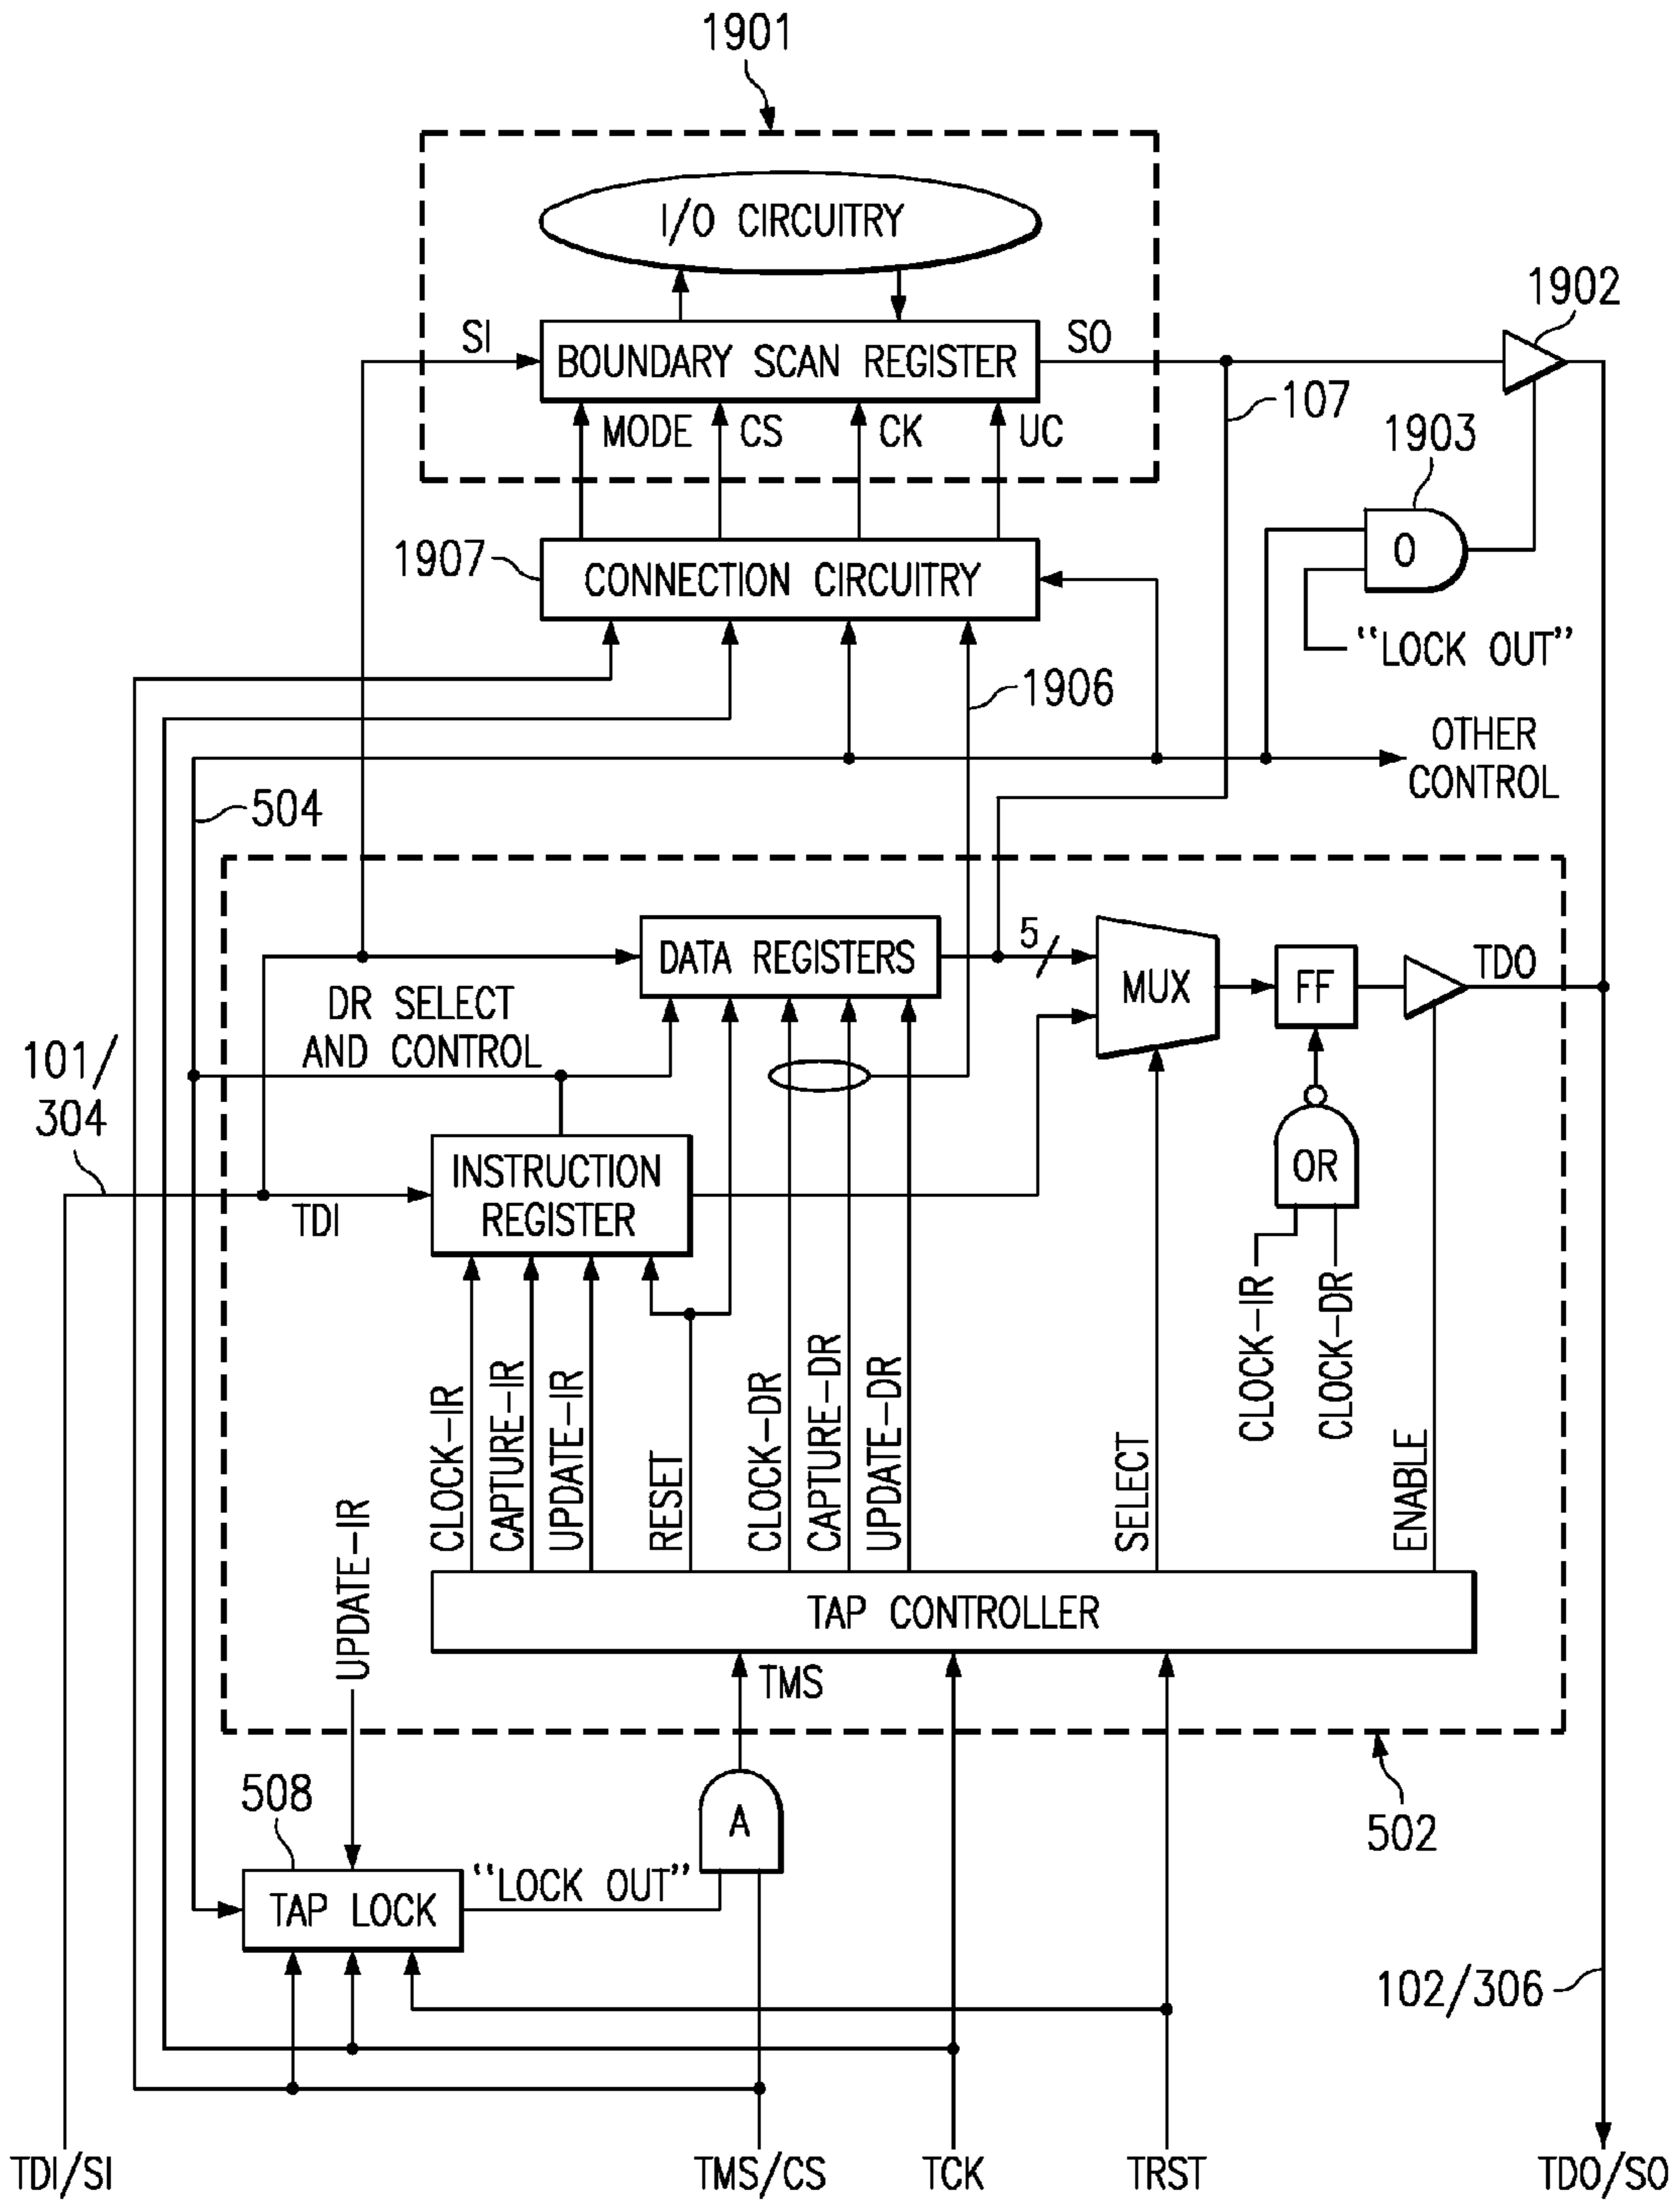 1901
I/O CIRCUITRY
1902
SI
BOUNDARY SCAN REGISTER
SO
107
MODE
CS
CK
UC
1903
1907
CONNECTION CIRCUITRY
O
"LOCK OUT"
1906
OTHER
CONTROL
504
DATA REGISTERS
5
MUX
FF
TDO
DR SELECT
AND CONTROL
101/
304
INSTRUCTION
REGISTER
OR
TDI
CLOCK-IR
CLOCK-DR
CLOCK-IR
CAPTURE-IR
UPDATE-IR
RESET
CLOCK-DR
CAPTURE-DR
UPDATE-DR
SELECT
ENABLE
UPDATE-IR
TAP CONTROLLER
TMS
508
A
502
TAP LOCK
"LOCK OUT"
102/306
TDI/SI
TMS/CS
TCK
TRST
TDO/SO